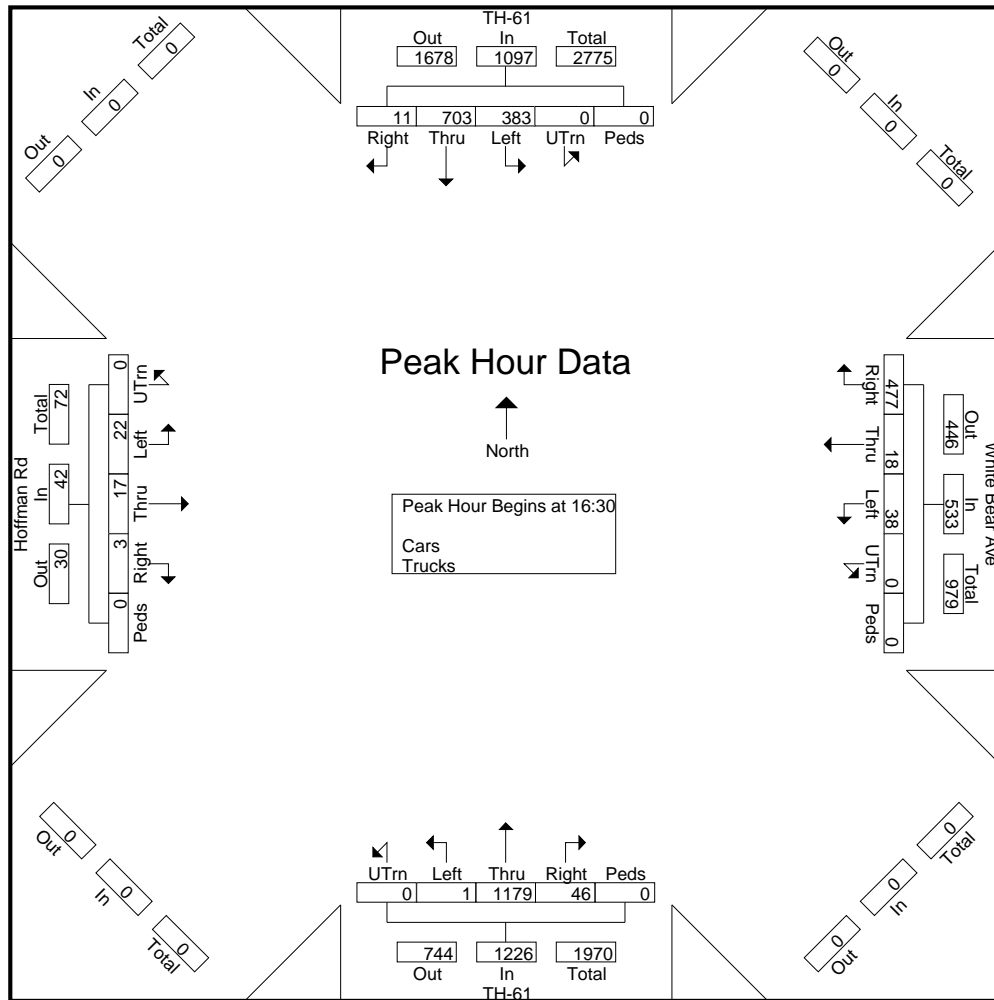 TH-61
Out In Total
1678 1097 2775
11 703 383 0 0
Right Thru Left UTrn Peds
Total
0
In
0
Out
0
Out
0
In
0
Total
0
Hoffman Rd
Out In Total
30 42 72
0 3 17 22 0
Peds Right Thru Left UTrn
Peak Hour Data
North
Peak Hour Begins at 16:30
Cars
Trucks
White Bear Ave
Out In Total
446 533 979
477 18 38 0 0
Right Thru Left UTrn Peds
Out
0
In
0
Total
0
Total
0
In
0
Out
0
UTrn Left Thru Right Peds
0 1 1179 46 0
744 1226 1970
Out In Total
TH-61